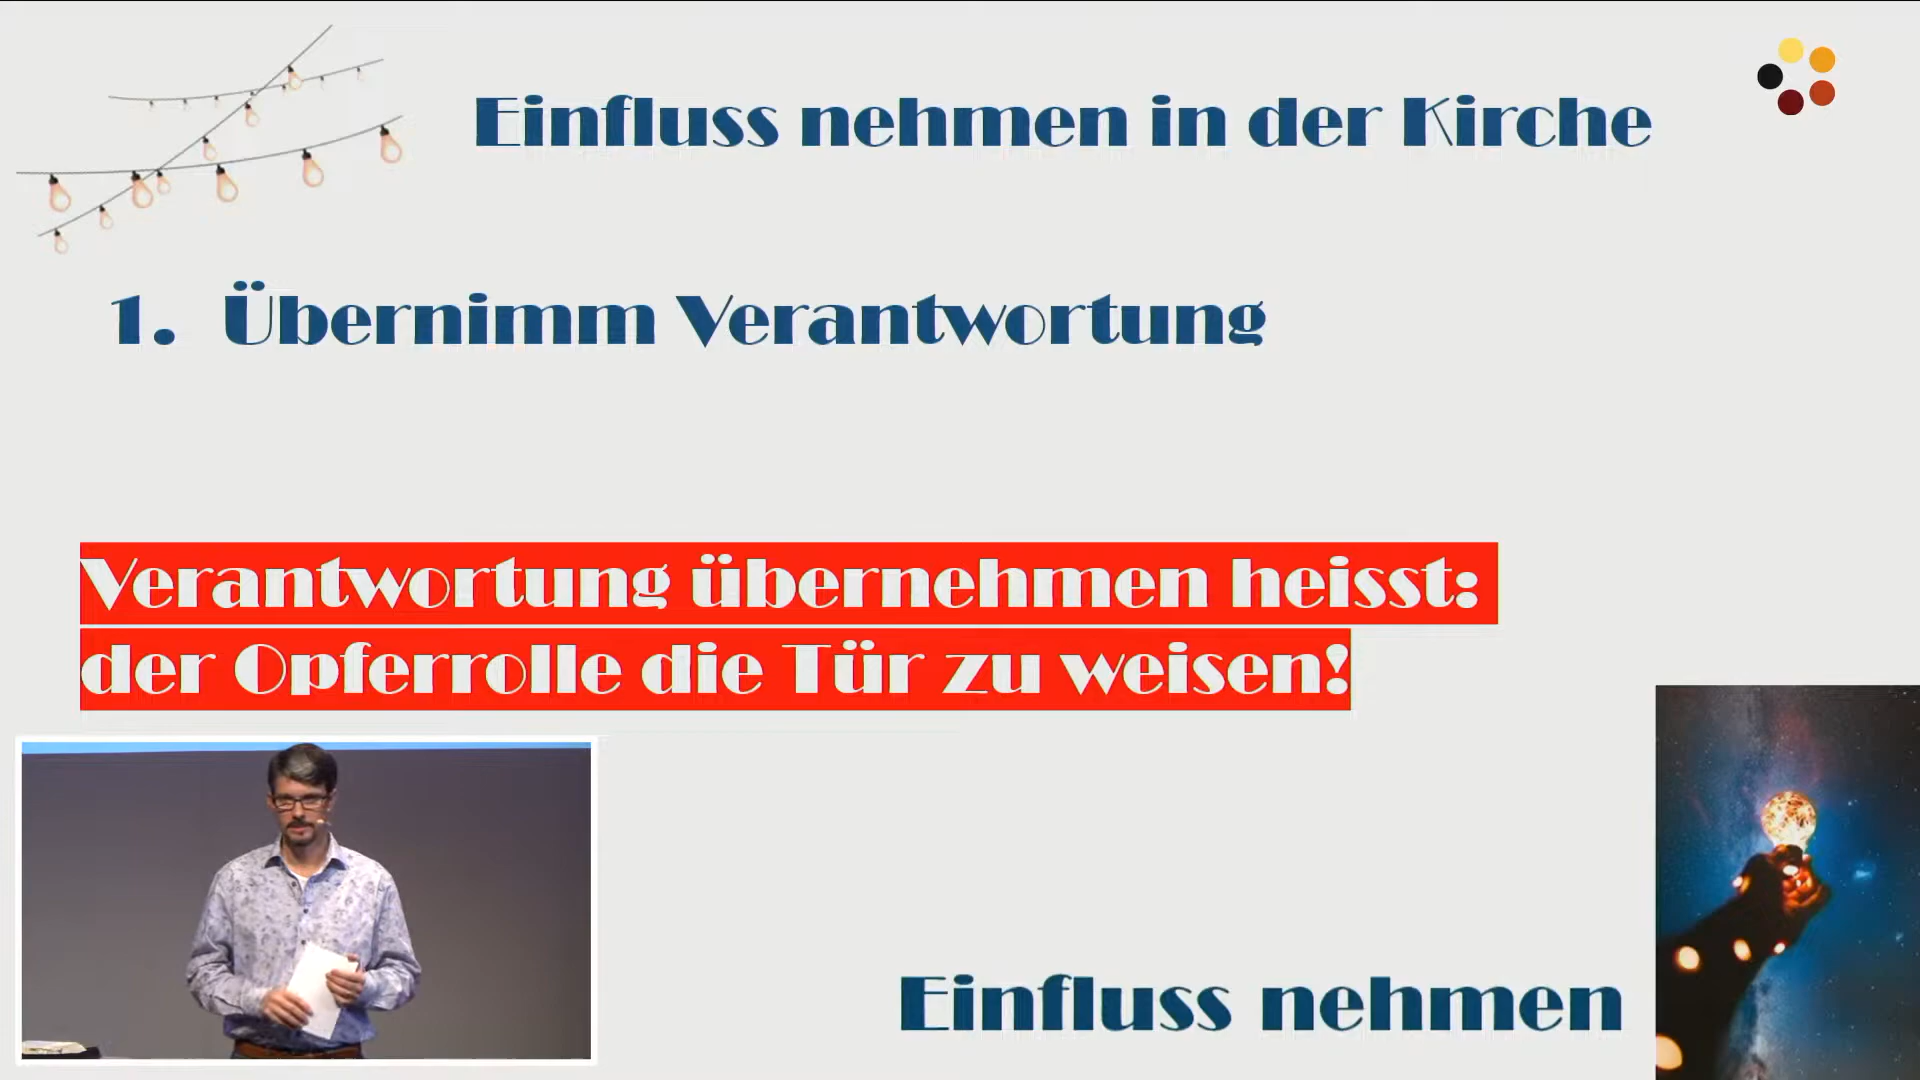 Einfluss nehmen in der Kirche
1. Übernimm Verantwortung
Verantwortung übernehmen heisst:
der Opferrolle die Tür zu weisen!
Einfluss nehmen